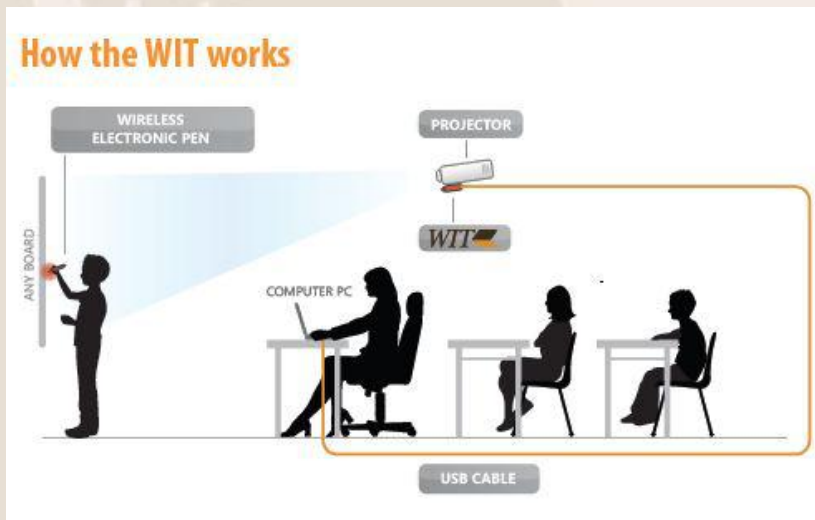 How the WIT works
WIRELESS
ELECTRONIC PEN
PROJECTOR
WIT
ANY BOARD
COMPUTER PC
USB CABLE